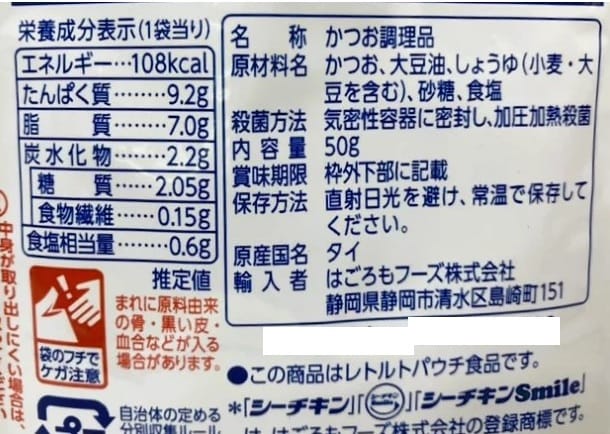 栄養成分表示(1袋当り)
エネルギー…108kcal
たんぱく質………9.2g
脂　　質………7.0g
炭水化物………2.2g
糖　　質……2.05g
食物繊維……0.15g
食塩相当量………0.6g
推定値
袋のフチで
ケガ注意
まれに原料由来
の骨・黒い皮・
血合などが入る
場合があります。
名　　称　かつお調理品
原材料名　かつお、大豆油、しょうゆ(小麦・大
豆を含む)、砂糖、食塩
殺菌方法　気密性容器に密封し、加圧加熱殺菌
内 容 量　50g
賞味期限　枠外下部に記載
保存方法　直射日光を避け、常温で保存して
ください。
原産国名　タイ
輸 入 者　はごろもフーズ株式会社
静岡県静岡市清水区島崎町151
●この商品はレトルトパウチ食品です。
*「シーチキン」「シーチキン」「シーチキンSmile」
は、はごろもフーズ株式会社の登録商標です。
自治体の定める
分別収集ルール
中身が取り出しにくい場合は、